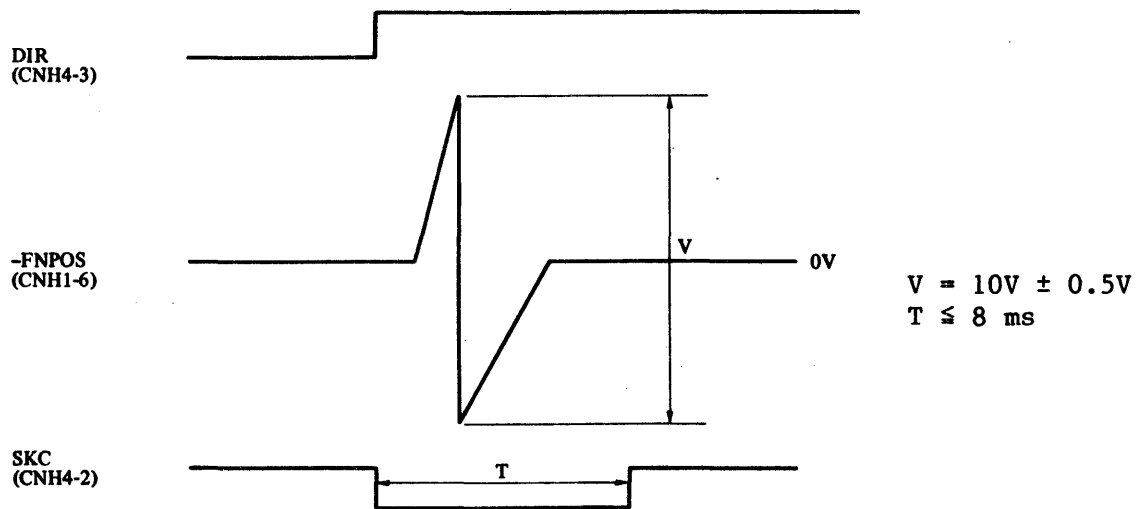 DIR
(CNH4-3)
V
-FNPOS
(CNH1-6)
0V
V = 10V ± 0.5V
T ≦ 8 ms
SKC
(CNH4-2)
T